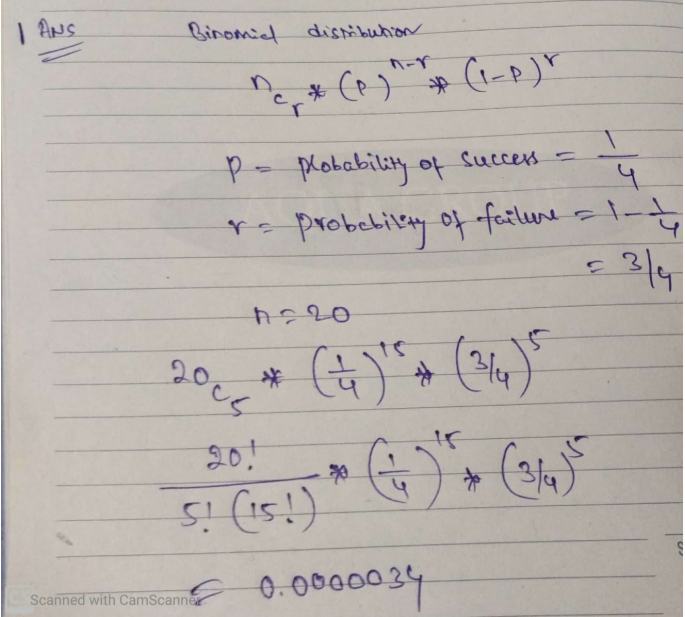 1 Ans Binomial distribution
n c r * (P)^n-r * (1-P)^r
P = probability of success = 1/4
r = probability of failure = 1 - 1/4
= 3/4
n = 20
20 c 5 * (1/4)^15 * (3/4)^5
20! / 5! (15!) * (1/4)^15 * (3/4)^5
= 0.0000034
Scanned with CamScanner